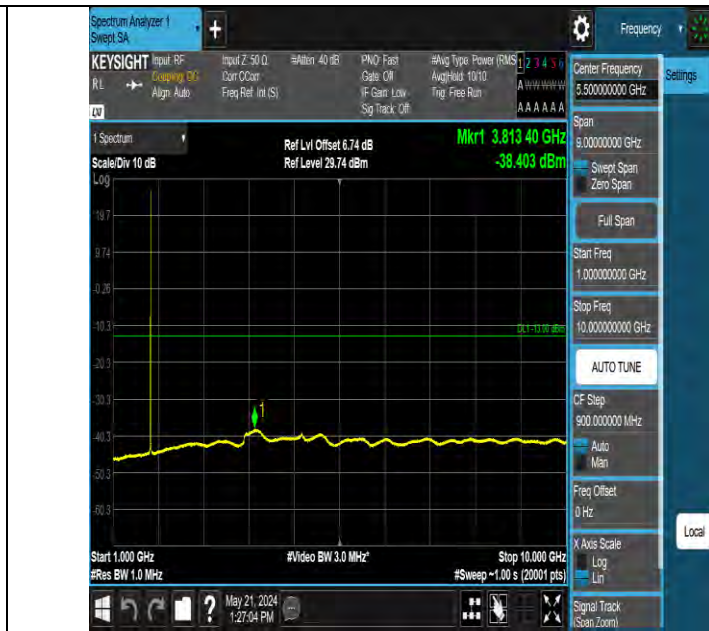 Spectrum Analyzer 1
Swept SA
+
Frequency
KEYSIGHT
RL
Input: RF
Coupling: DC
Align: Auto
Input Z: 50 Ω
Corr CCorr
Freq Ref: Int (S)
#Atten: 40 dB
PNO: Fast
Gate: Off
IF Gain: Low
Sig Track: Off
#Avg Type: Power (RMS
Avg|Hold: 10/10
Trig: Free Run
1 2 3 4 5 6
A W W W W W
A A A A A A
1 Spectrum
Scale/Div 10 dB
Log
Ref Lvl Offset 6.74 dB
Ref Level 29.74 dBm
Mkr1 3.813 40 GHz
-38.403 dBm
19.7
9.74
-0.26
-10.3
DL1 -13.00 dBm
-20.3
-30.3
1
-40.3
-50.3
-60.3
Start 1.000 GHz
#Res BW 1.0 MHz
#Video BW 3.0 MHz*
Stop 10.000 GHz
#Sweep ~1.00 s (20001 pts)
?
May 21, 2024
1:27:04 PM
Center Frequency
5.500000000 GHz
Settings
Span
9.00000000 GHz
Swept Span
Zero Span
Full Span
Start Freq
1.000000000 GHz
Stop Freq
10.000000000 GHz
AUTO TUNE
CF Step
900.000000 MHz
Auto
Man
Freq Offset
0 Hz
Local
X Axis Scale
Log
Lin
Signal Track
(Span Zoom)